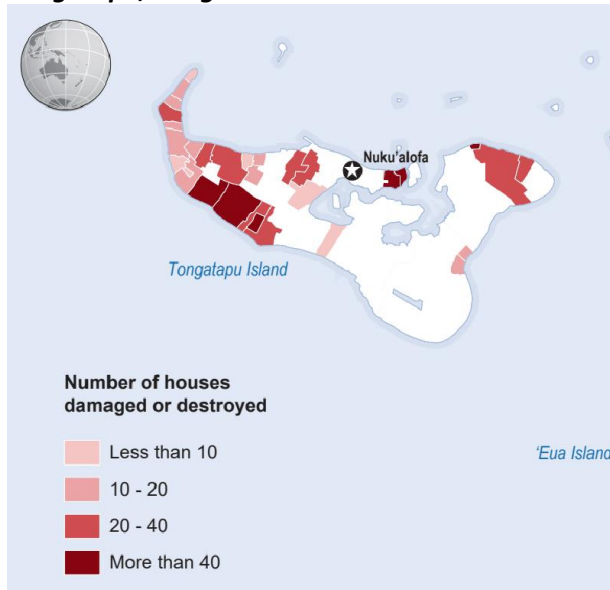 Nuku'alofa
Tongatapu Island
Number of houses
damaged or destroyed
'Eua Island
Less than 10
10 - 20
20 - 40
More than 40